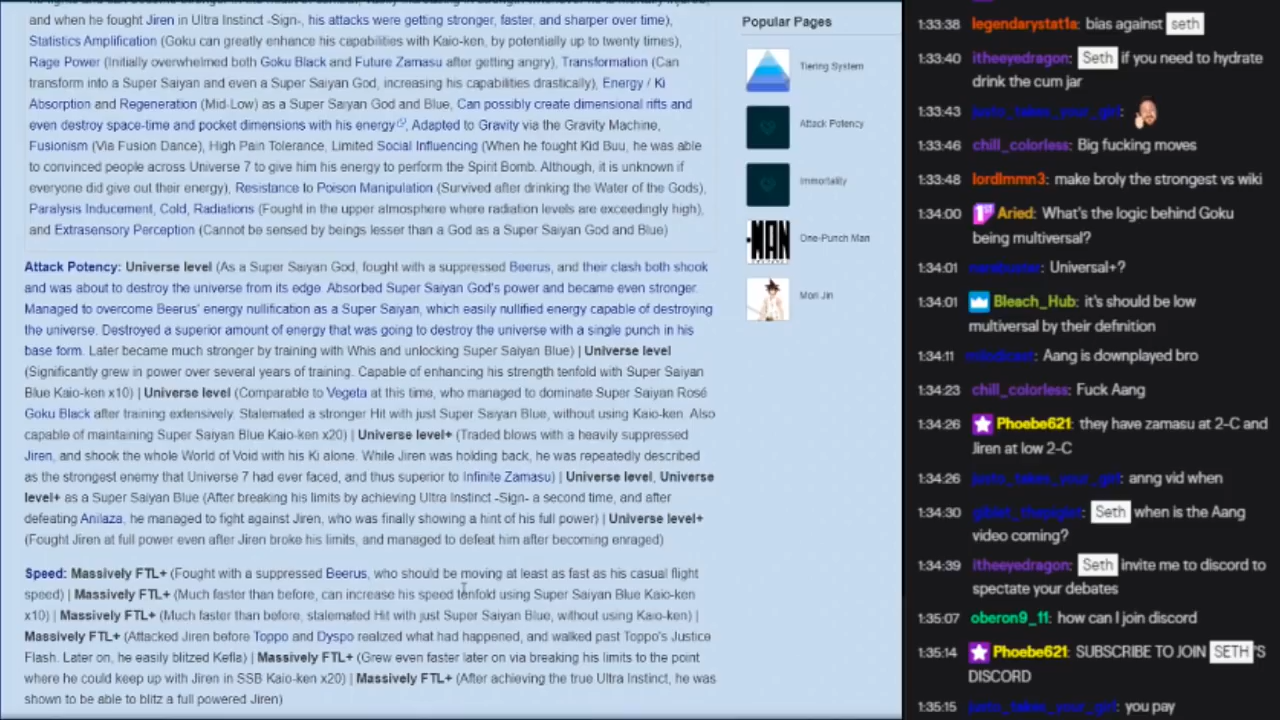 and when he fought Jiren in Ultra Instinct -Sign-, his attacks were getting stronger, faster, and sharper over time),
Statistics Amplification (Goku can greatly enhance his capabilities with Kaio-ken, by potentially up to twenty times),
Rage Power (Initially overwhelmed both Goku Black and Future Zamasu after getting angry), Transformation (Can
transform into a Super Saiyan and even a Super Saiyan God, increasing his capabilities drastically), Energy / Ki
Absorption and Regeneration (Mid-Low) as a Super Saiyan God and Blue, Can possibly create dimensional rifts and
even destroy space-time and pocket dimensions with his energy, Adapted to Gravity via the Gravity Machine,
Fusionism (Via Fusion Dance), High Pain Tolerance, Limited Social Influencing (When he fought Kid Buu, he was able
to convinced people across Universe 7 to give him his energy to perform the Spirit Bomb. Although, it is unknown if
everyone did give out their energy), Resistance to Poison Manipulation (Survived after drinking the Water of the Gods),
Paralysis Inducement, Cold, Radiations (Fought in the upper atmosphere where radiation levels are exceedingly high),
and Extrasensory Perception (Cannot be sensed by beings lesser than a God as a Super Saiyan God and Blue)
Attack Potency: Universe level (As a Super Saiyan God, fought with a suppressed Beerus, and their clash both shook
and was about to destroy the universe from its edge. Absorbed Super Saiyan God's power and became even stronger.
Managed to overcome Beerus' energy nullification as a Super Saiyan, which easily nullified energy capable of destroying
the universe. Destroyed a superior amount of energy that was going to destroy the universe with a single punch in his
base form. Later became much stronger by training with Whis and unlocking Super Saiyan Blue) | Universe level
(Significantly grew in power over several years of training. Capable of enhancing his strength tenfold with Super Saiyan
Blue Kaio-ken x10) | Universe level (Comparable to Vegeta at this time, who managed to dominate Super Saiyan Rosé
Goku Black after training extensively. Stalemated a stronger Hit with just Super Saiyan Blue, without using Kaio-ken. Also
capable of maintaining Super Saiyan Blue Kaio-ken x20) | Universe level+ (Traded blows with a heavily suppressed
Jiren, and shook the whole World of Void with his Ki alone. While Jiren was holding back, he was repeatedly described
as the strongest enemy that Universe 7 had ever faced, and thus superior to Infinite Zamasu) | Universe level, Universe
level+ as a Super Saiyan Blue (After breaking his limits by achieving Ultra Instinct -Sign- a second time, and after
defeating Anilaza, he managed to fight against Jiren, who was finally showing a hint of his full power) | Universe level+
(Fought Jiren at full power even after Jiren broke his limits, and managed to defeat him after becoming enraged)
Speed: Massively FTL+ (Fought with a suppressed Beerus, who should be moving at least as fast as his casual flight
speed) | Massively FTL+ (Much faster than before, can increase his speed tenfold using Super Saiyan Blue Kaio-ken
x10) | Massively FTL+ (Much faster than before, stalemated Hit with just Super Saiyan Blue, without using Kaio-ken) |
Massively FTL+ (Attacked Jiren before Toppo and Dyspo realized what had happened, and walked past Toppo's Justice
Flash. Later on, he easily blitzed Kefla) | Massively FTL+ (Grew even faster later on via breaking his limits to the point
where he could keep up with Jiren in SSB Kaio-ken x20) | Massively FTL+ (After achieving the true Ultra Instinct, he was
shown to be able to blitz a full powered Jiren)
Popular Pages
Tiering System
Attack Potency
Immortality
MAN
One-Punch Man
Mori Jin
1:33:38 legendarystat1a: bias against seth
1:33:40 itheeyedragon: Seth if you need to hydrate
drink the cum jar
1:33:43
1:33:46 chill_colorless: Big fucking moves
1:33:48 lordlmmn3: make broly the strongest vs wiki
1:34:00 1ST Aried: What's the logic behind Goku
being multiversal?
1:34:01 : Universal+?
1:34:01 Bleach_Hub: it's should be low
multiversal by their definition
1:34:11 : Aang is downplayed bro
1:34:23 chill_colorless: Fuck Aang
1:34:26 Phoebe621: they have zamasu at 2-C and
Jiren at low 2-C
1:34:26 : anng vid when
1:34:30 : Seth when is the Aang
video coming?
1:34:39 itheeyedragon: Seth invite me to discord to
spectate your debates
1:35:07 oberon9_11: how can I join discord
1:35:14 Phoebe621: SUBSCRIBE TO JOIN SETH'S
DISCORD
1:35:15 : you pay